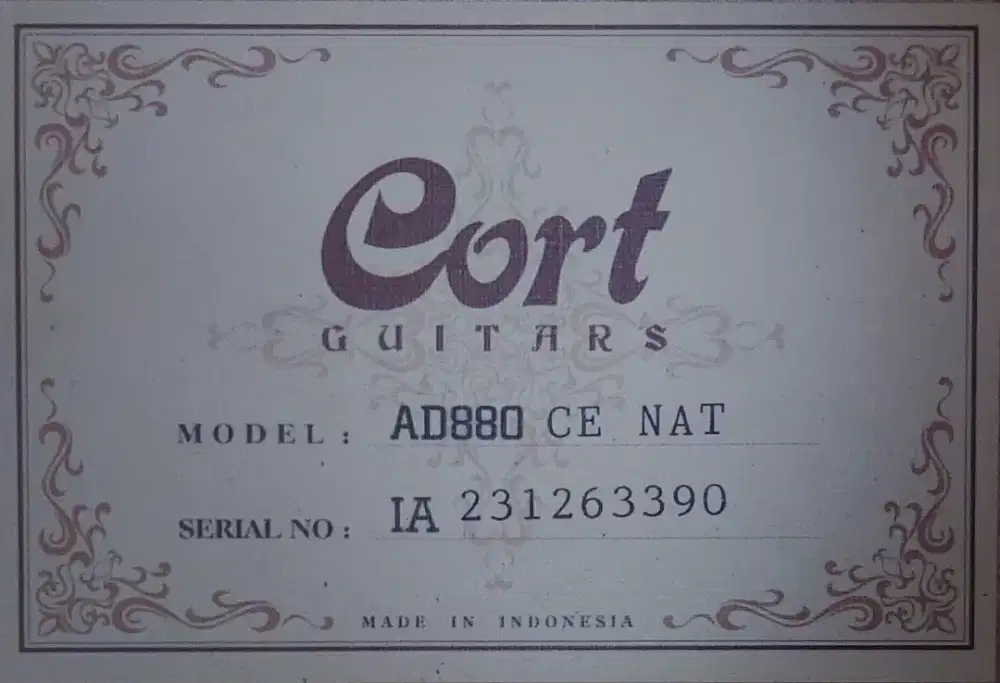 Cort
GUITARS
MODEL : AD880 CE NAT
SERIAL NO : IA 231263390
MADE IN INDONESIA